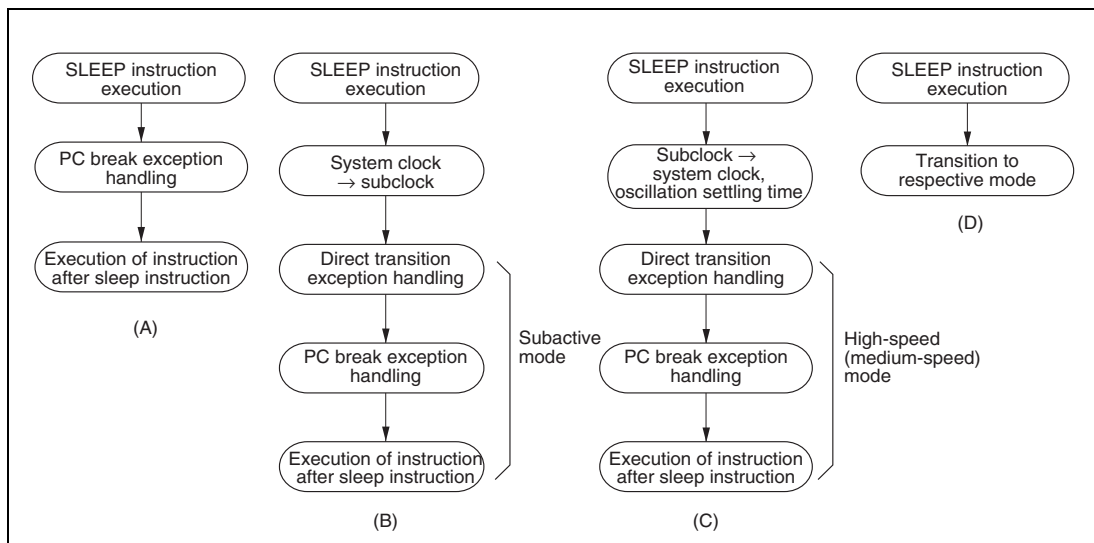 SLEEP instruction
execution
PC break exception
handling
Execution of instruction
after sleep instruction
(A)
SLEEP instruction
execution
System clock
→ subclock
Direct transition
exception handling
PC break exception
handling
Execution of instruction
after sleep instruction
Subactive
mode
(B)
SLEEP instruction
execution
Subclock →
system clock,
oscillation settling time
Direct transition
exception handling
PC break exception
handling
Execution of instruction
after sleep instruction
High-speed
(medium-speed)
mode
(C)
SLEEP instruction
execution
Transition to
respective mode
(D)